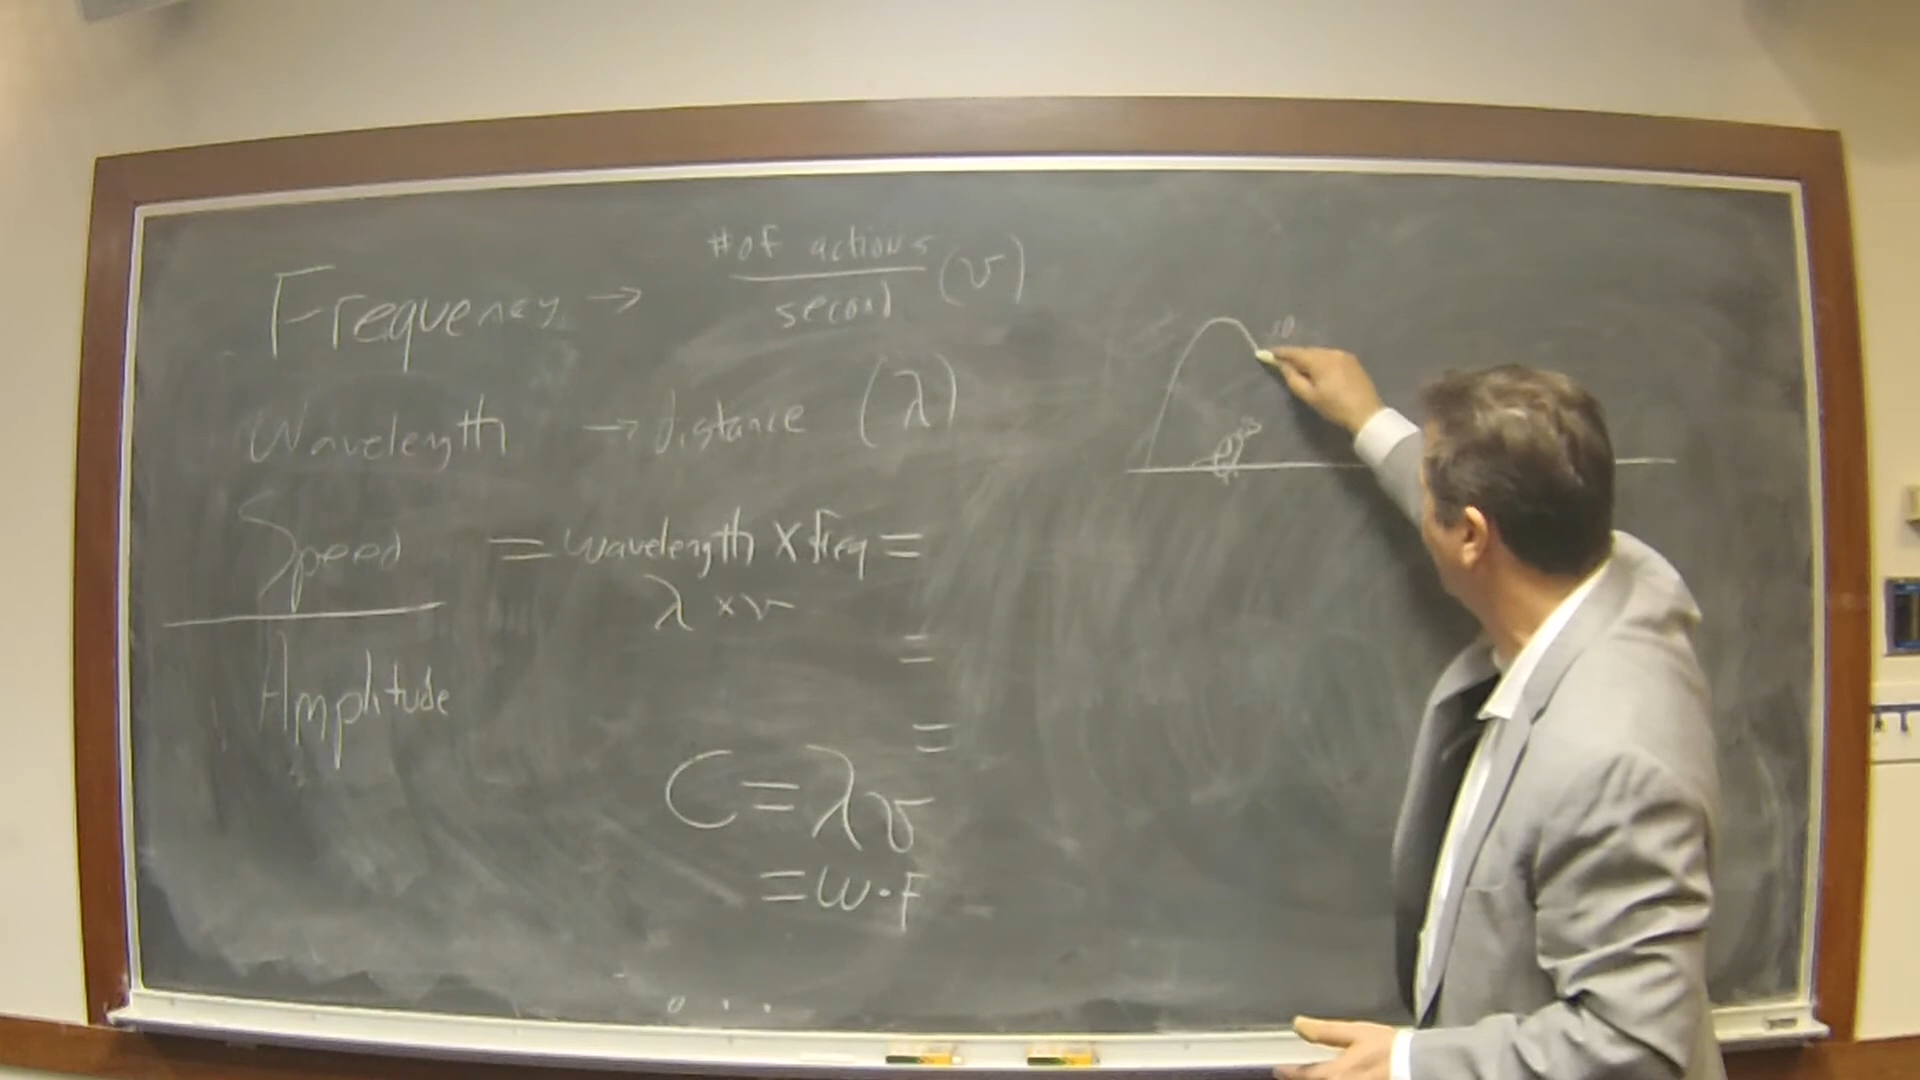 Frequency → # of actions / second (ν)
Wavelength → distance (λ)
Speed = wavelength x freq =
λ x ν
=
Amplitude
=
C = λν
= W · F